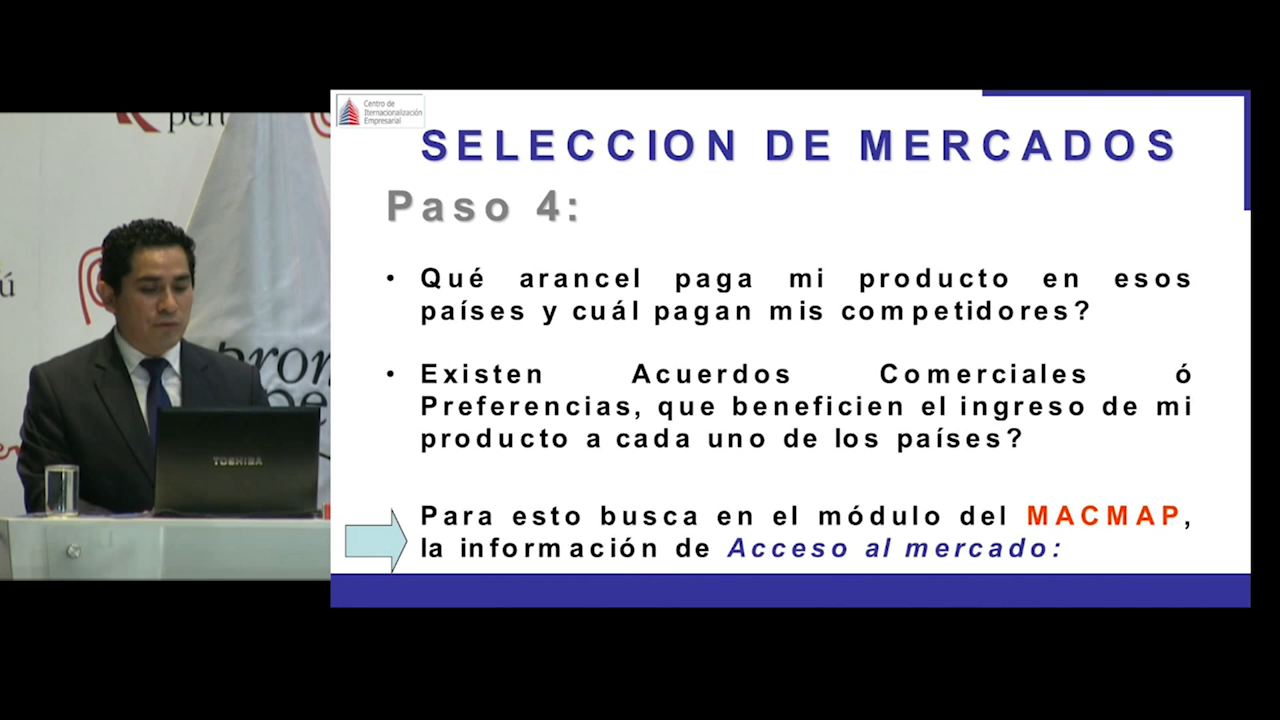 Centro de
Iternacionalización
Empresarial
SELECCION DE MERCADOS
Paso 4:
• Qué arancel paga mi producto en esos
países y cuál pagan mis competidores?
• Existen Acuerdos Comerciales ó
Preferencias, que beneficien el ingreso de mi
producto a cada uno de los países?
Para esto busca en el módulo del MACMAP,
la información de Acceso al mercado:
TOSHIBA